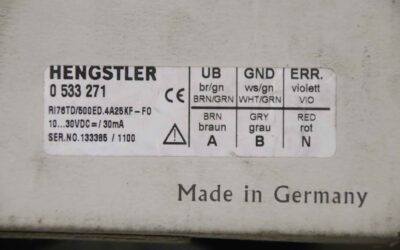 HENGSTLER
0 533 271
RI76TD/500ED.4A25KF-F0
10...30VDC=/30mA
SER.NO.133385 / 1100
CE
UB GND ERR.
br/gn ws/gn violett
BRN/GRN WHT/GRN VIO
BRN GRY RED
braun grau rot
A B N
Made in Germany